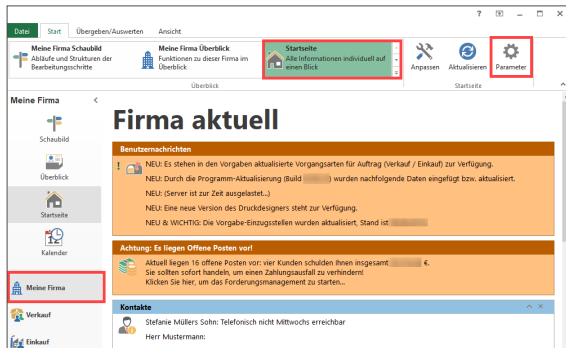 Datei Start Übergeben/Auswerten Ansicht
Meine Firma Schaubild
Abläufe und Strukturen der
Bearbeitungsschritte
Meine Firma Überblick
Funktionen zu dieser Firma im
Überblick
Startseite
Alle Informationen individuell auf
einen Blick
Anpassen Aktualisieren Parameter
Überblick Startseite
Meine Firma
Schaubild
Überblick
Startseite
Kalender
Meine Firma
Verkauf
Einkauf
Firma aktuell
Benutzernachrichten
NEU: Es stehen in den Vorgaben aktualisierte Vorgangsarten für Auftrag (Verkauf / Einkauf) zur Verfügung.
NEU: Durch die Programm-Aktualisierung (Build ) wurden nachfolgende Daten eingefügt bzw. aktualisiert.
NEU: (Server ist zur Zeit ausgelastet...)
NEU: Eine neue Version des Druckdesigners steht zur Verfügung.
NEU & WICHTIG: Die Vorgabe-Einzugsstellen wurden aktualisiert, Stand ist
Achtung: Es liegen Offene Posten vor!
Aktuell liegen 16 offene Posten vor: vier Kunden schulden Ihnen insgesamt €.
Sie sollten sofort handeln, um einen Zahlungsausfall zu verhindern!
Klicken Sie hier, um das Forderungsmanagement zu starten...
Kontakte
Stefanie Müllers Sohn: Telefonisch nicht Mittwochs erreichbar
Herr Mustermann: